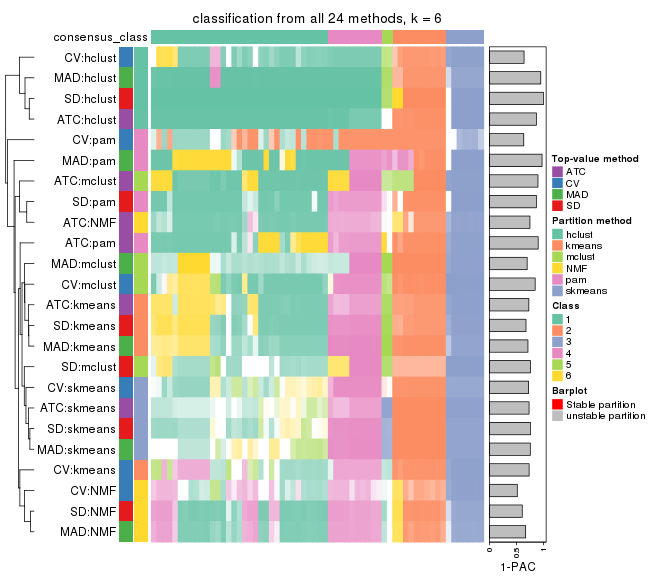 classification from all 24 methods, k = 6
consensus_class
CV:hclust
MAD:hclust
SD:hclust
ATC:hclust
CV:pam
MAD:pam
ATC:mclust
SD:pam
ATC:NMF
ATC:pam
MAD:mclust
CV:mclust
ATC:kmeans
SD:kmeans
MAD:kmeans
SD:mclust
CV:skmeans
ATC:skmeans
SD:skmeans
MAD:skmeans
CV:kmeans
CV:NMF
SD:NMF
MAD:NMF
0
0.5
1
1-PAC
Top-value method
ATC
CV
MAD
SD
Partition method
hclust
kmeans
mclust
NMF
pam
skmeans
Class
1
2
3
4
5
6
Barplot
Stable partition
unstable partition